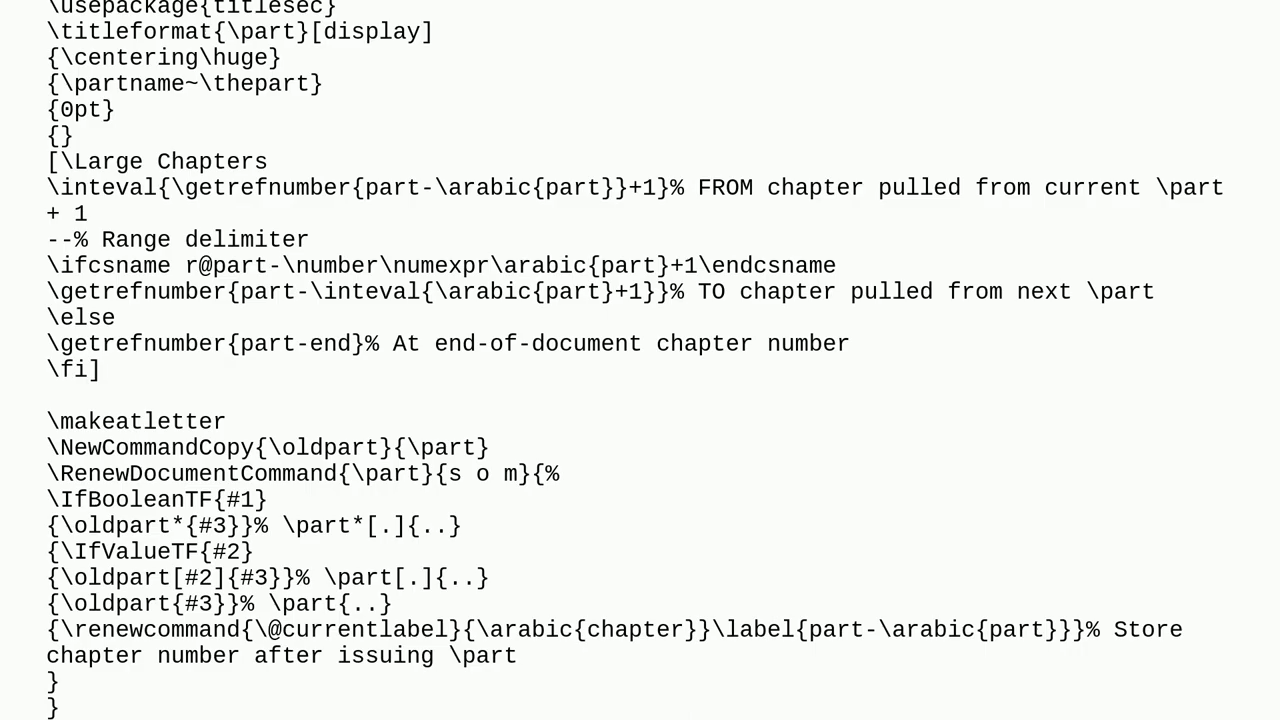 \usepackage{titlesec}
\titleformat{\part}[display]
{\centering\huge}
{\partname~\thepart}
{0pt}
{}
[\Large Chapters
\inteval{\getrefnumber{part-\arabic{part}}+1}% FROM chapter pulled from current \part
+ 1
--% Range delimiter
\ifcsname r@part-\number\numexpr\arabic{part}+1\endcsname
\getrefnumber{part-\inteval{\arabic{part}+1}}% TO chapter pulled from next \part
\else
\getrefnumber{part-end}% At end-of-document chapter number
\fi]

\makeatletter
\NewCommandCopy{\oldpart}{\part}
\RenewDocumentCommand{\part}{s o m}{%
\IfBooleanTF{#1}
{\oldpart*{#3}}% \part*[.]{..}
{\IfValueTF{#2}
{\oldpart[#2]{#3}}% \part[.]{..}
{\oldpart{#3}}% \part{..}
{\renewcommand{\@currentlabel}{\arabic{chapter}}\label{part-\arabic{part}}}% Store
chapter number after issuing \part
}
}